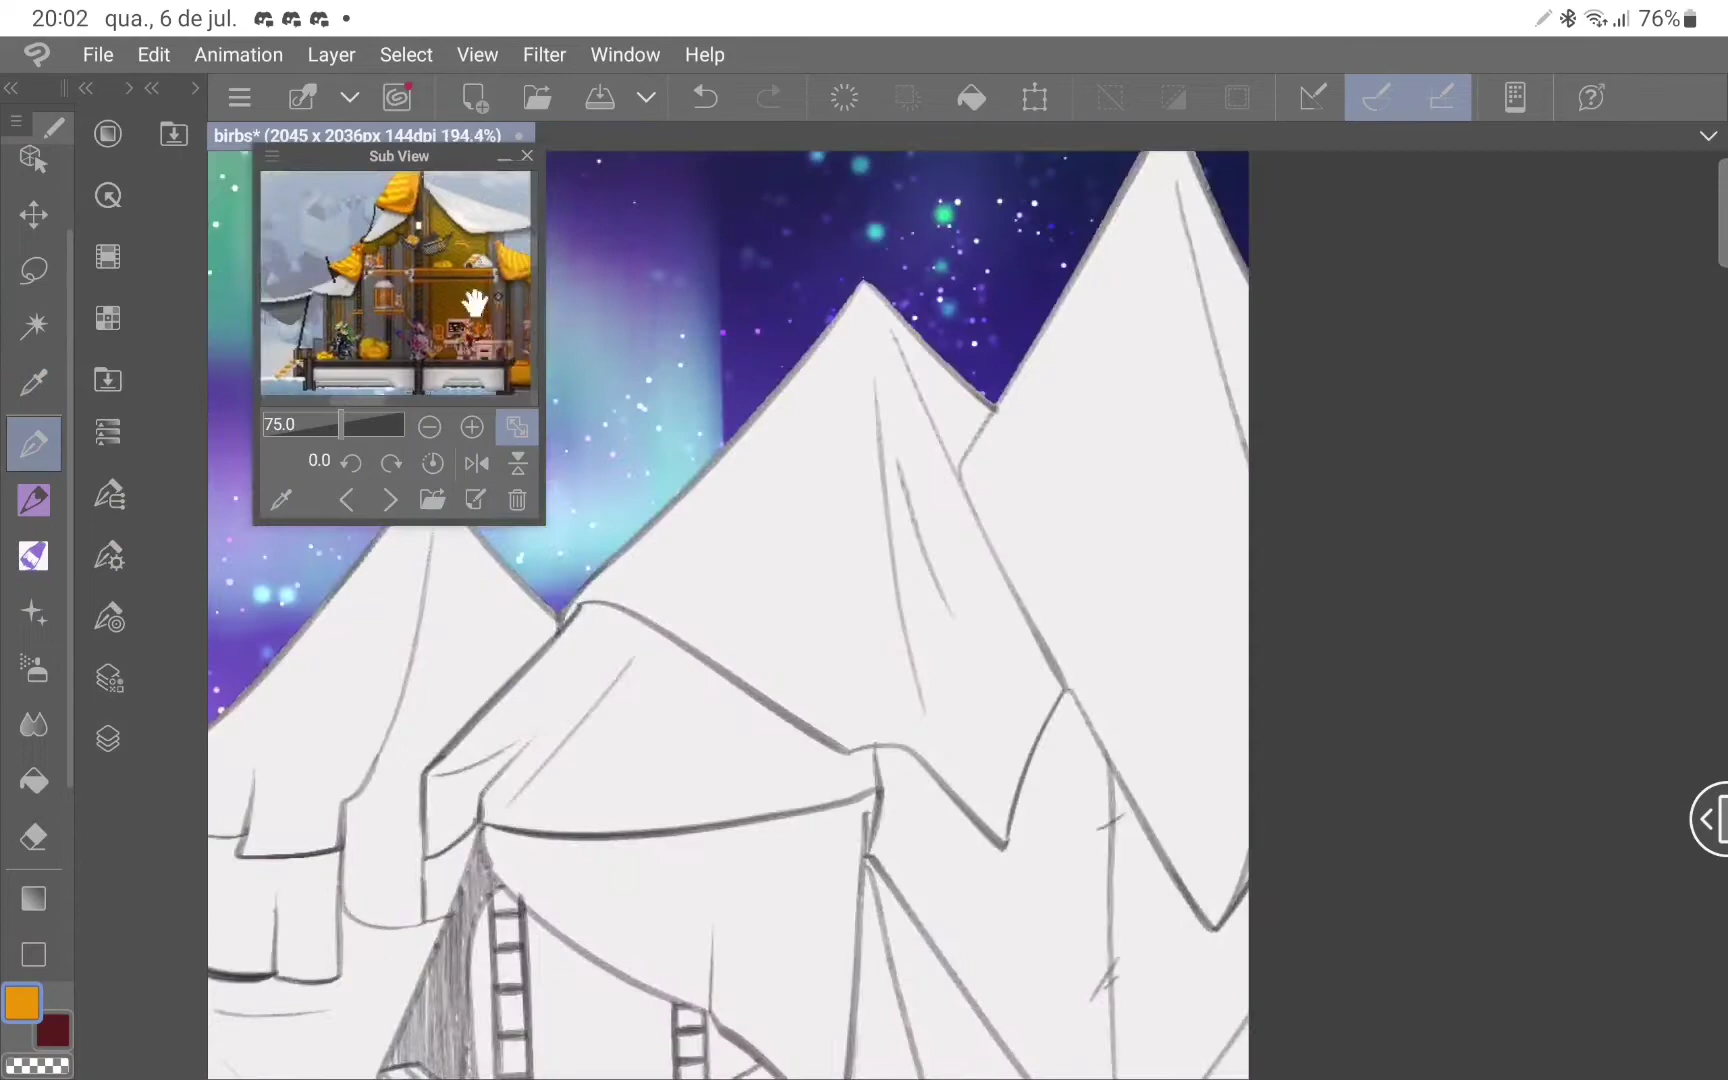 20:02 qua., 6 de jul. 76%
File Edit Animation Layer Select View Filter Window Help
birbs* (2045 x 2036px 144dpi 194.4%)
Sub View
75.0
0.0